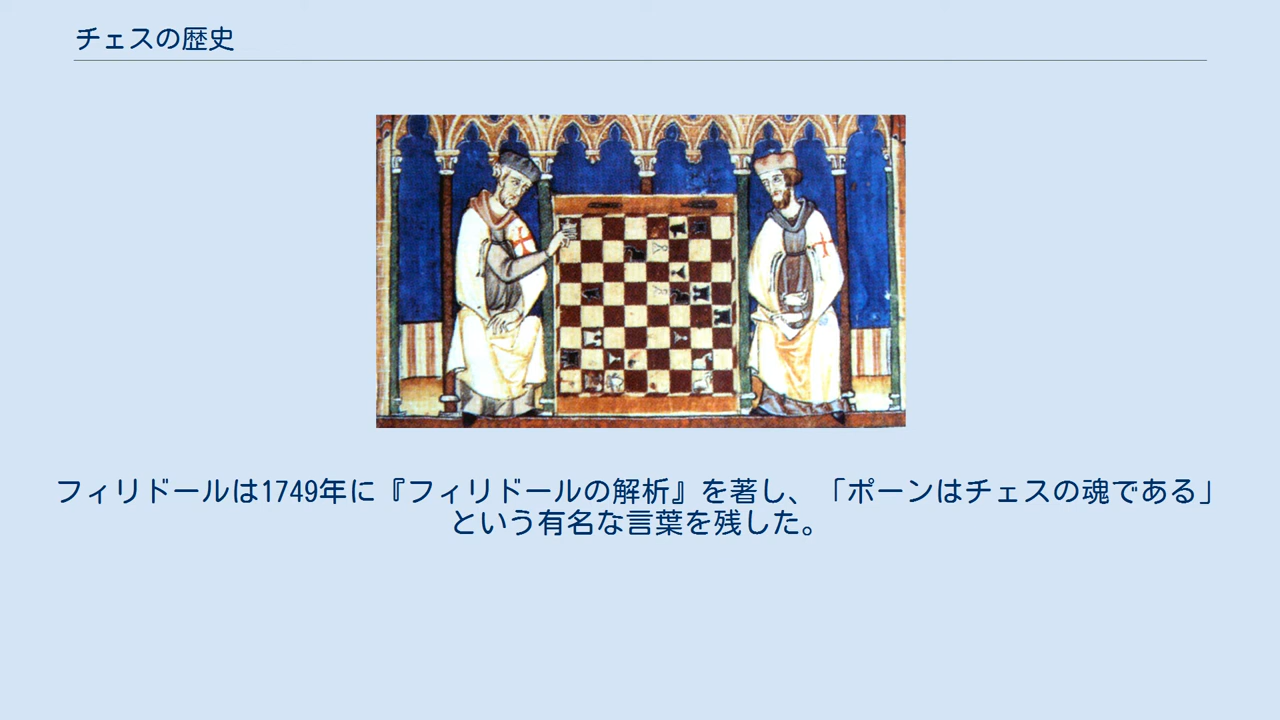 チェスの歴史
フィリドールは1749年に『フィリドールの解析』を著し、「ポーンはチェスの魂である」
という有名な言葉を残した。